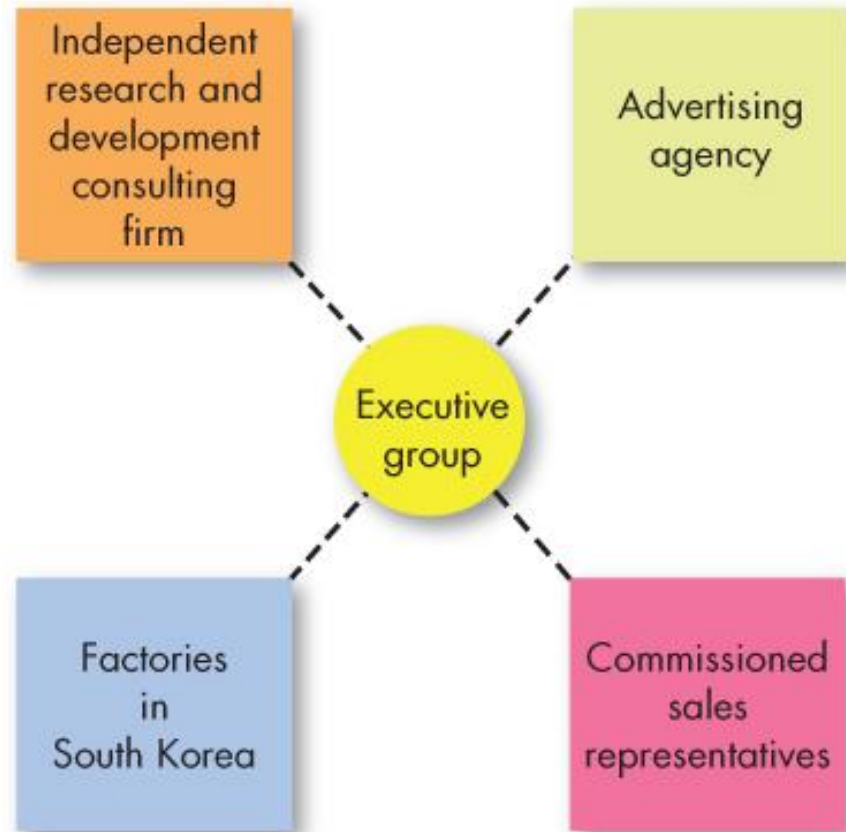 Independent
research and
development
consulting
firm
Advertising
agency
Executive
group
Factories
in
South Korea
Commissioned
sales
representatives